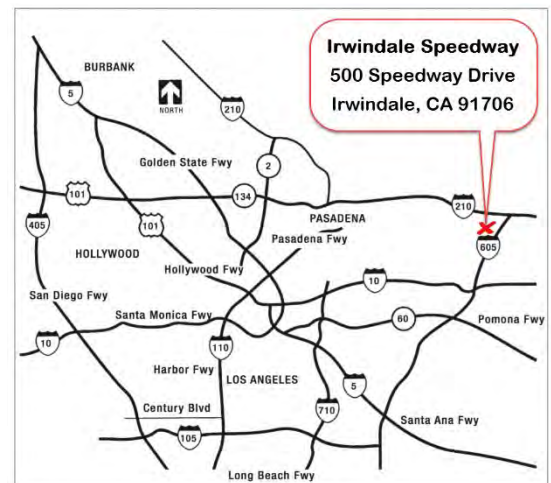 Irwindale Speedway
500 Speedway Drive
Irwindale, CA 91706
BURBANK
5
NORTH
210
Golden State Fwy
2
101
134
210
405
101
PASADENA
605
HOLLYWOOD
Pasadena Fwy
Hollywood Fwy
10
San Diego Fwy
Santa Monica Fwy
60
Pomona Fwy
10
110
Harbor Fwy
LOS ANGELES
5
Century Blvd
710
Santa Ana Fwy
105
Long Beach Fwy